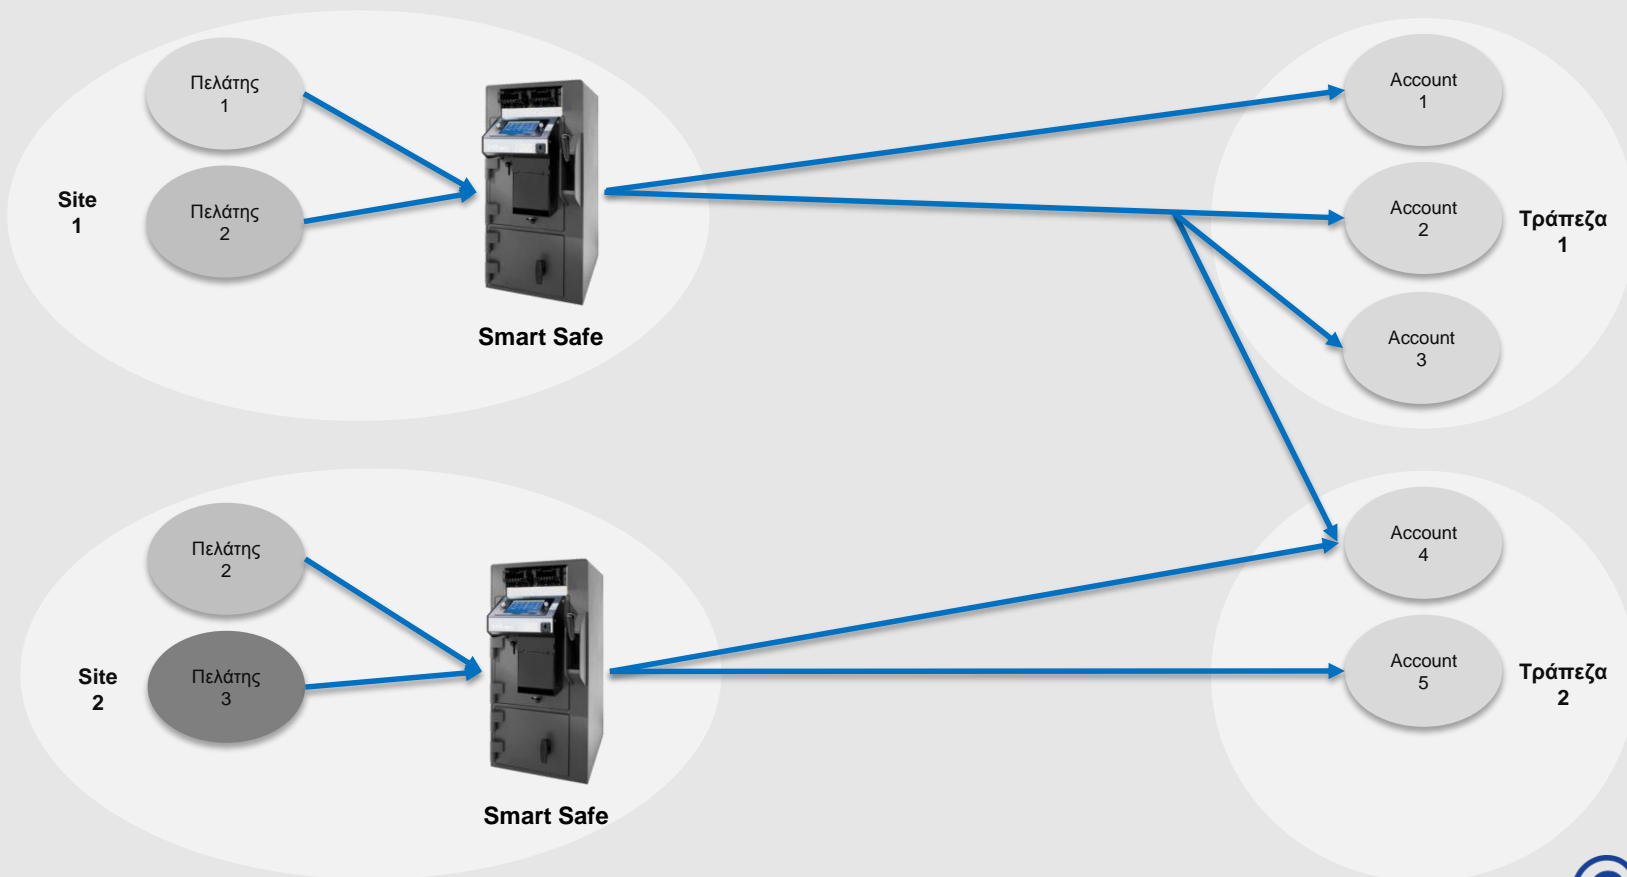 Πελάτης
1
Πελάτης
2
Site
1
Smart Safe
Account
1
Account
2
Account
3
Τράπεζα
1
Πελάτης
2
Πελάτης
3
Site
2
Smart Safe
Account
4
Account
5
Τράπεζα
2